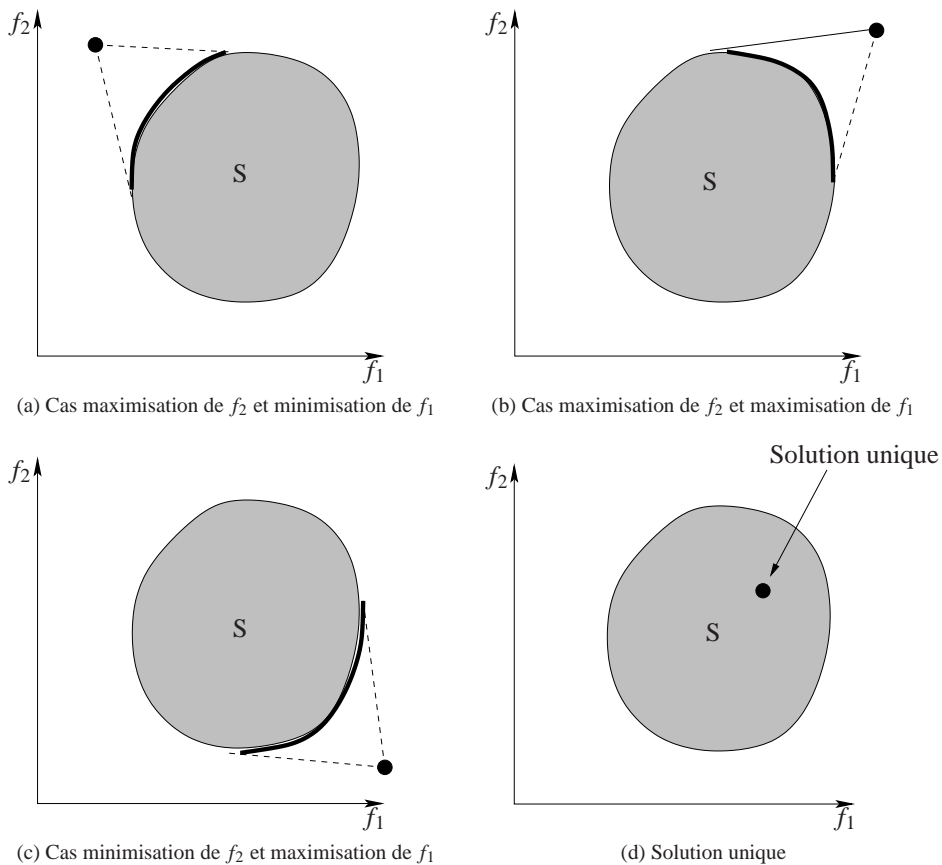 f2
S
f1
(a) Cas maximisation de f2 et minimisation de f1
f2
S
f1
(b) Cas maximisation de f2 et maximisation de f1
f2
S
f1
(c) Cas minimisation de f2 et maximisation de f1
Solution unique
f2
S
f1
(d) Solution unique